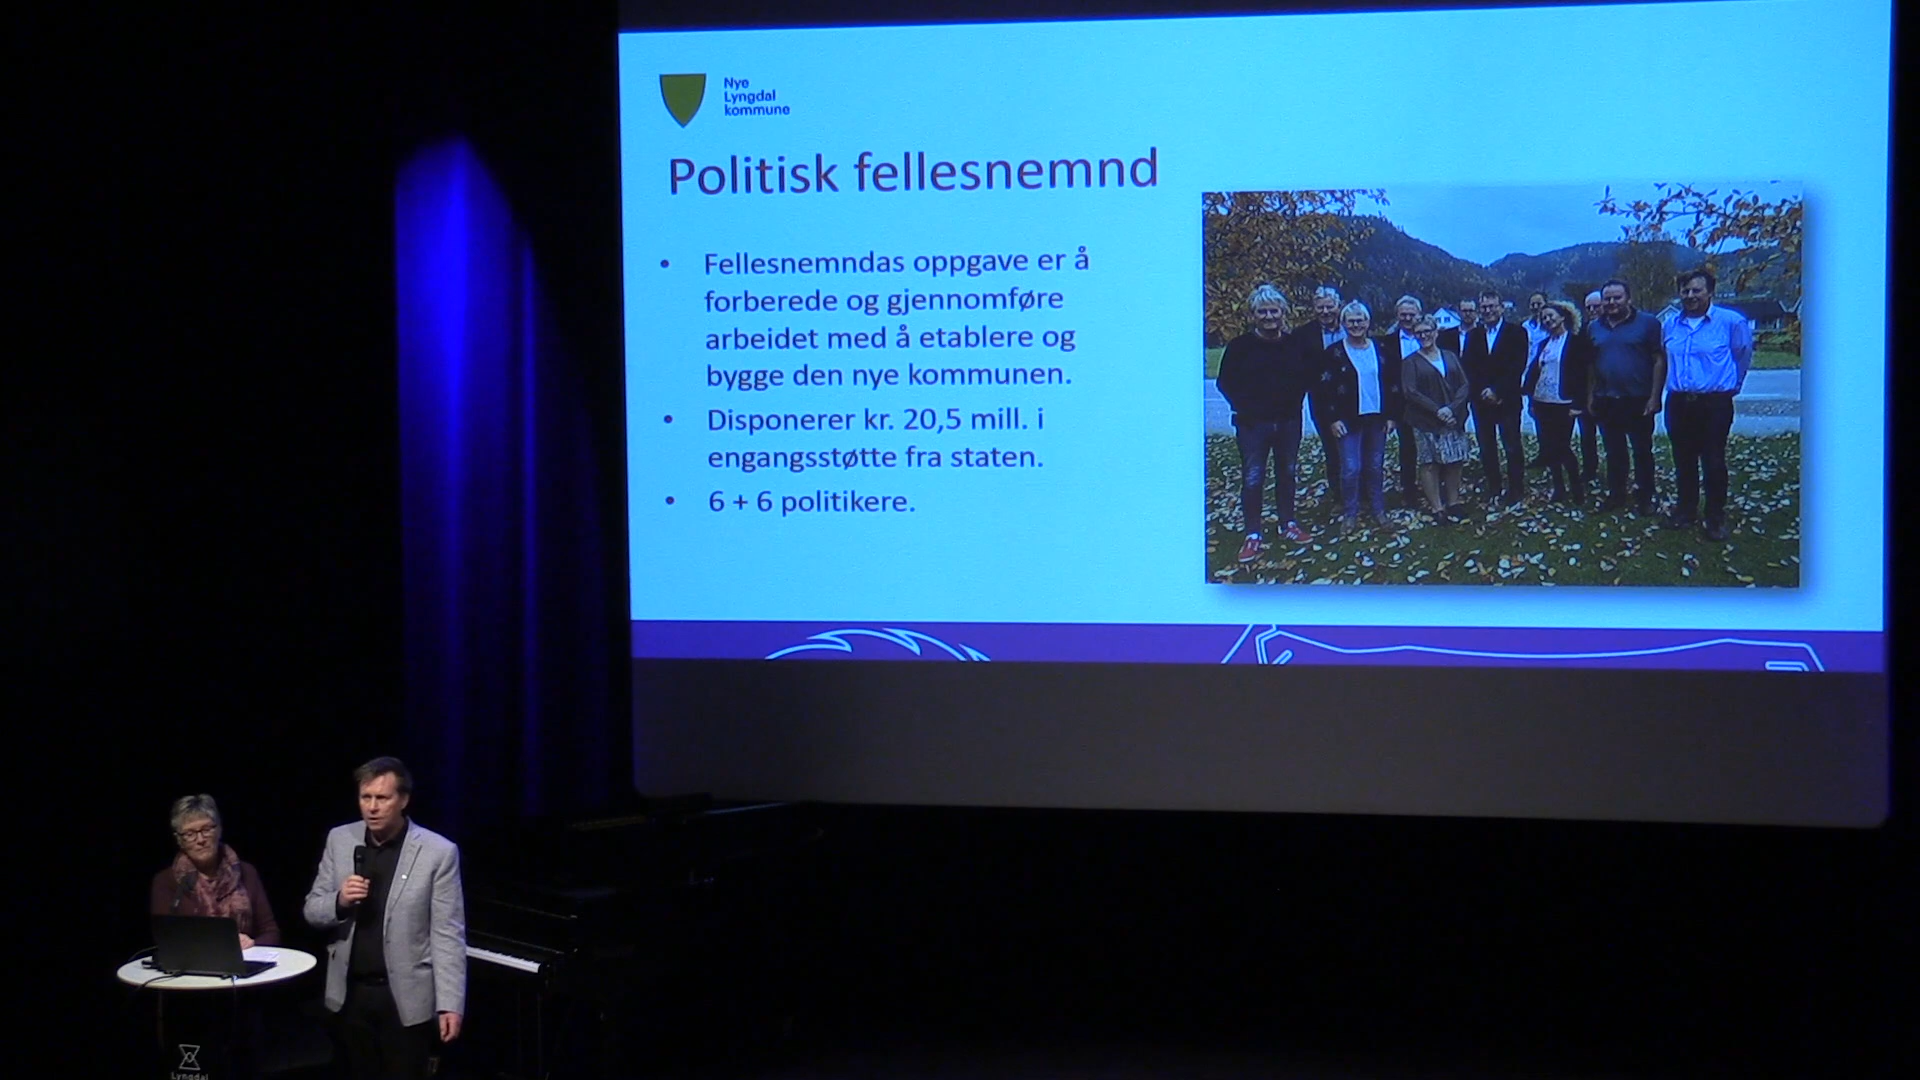 Nye
Lyngdal
kommune
Politisk fellesnemnd
• Fellesnemndas oppgave er å
forberede og gjennomføre
arbeidet med å etablere og
bygge den nye kommunen.
• Disponerer kr. 20,5 mill. i
engangsstøtte fra staten.
• 6 + 6 politikere.
Lyngdal